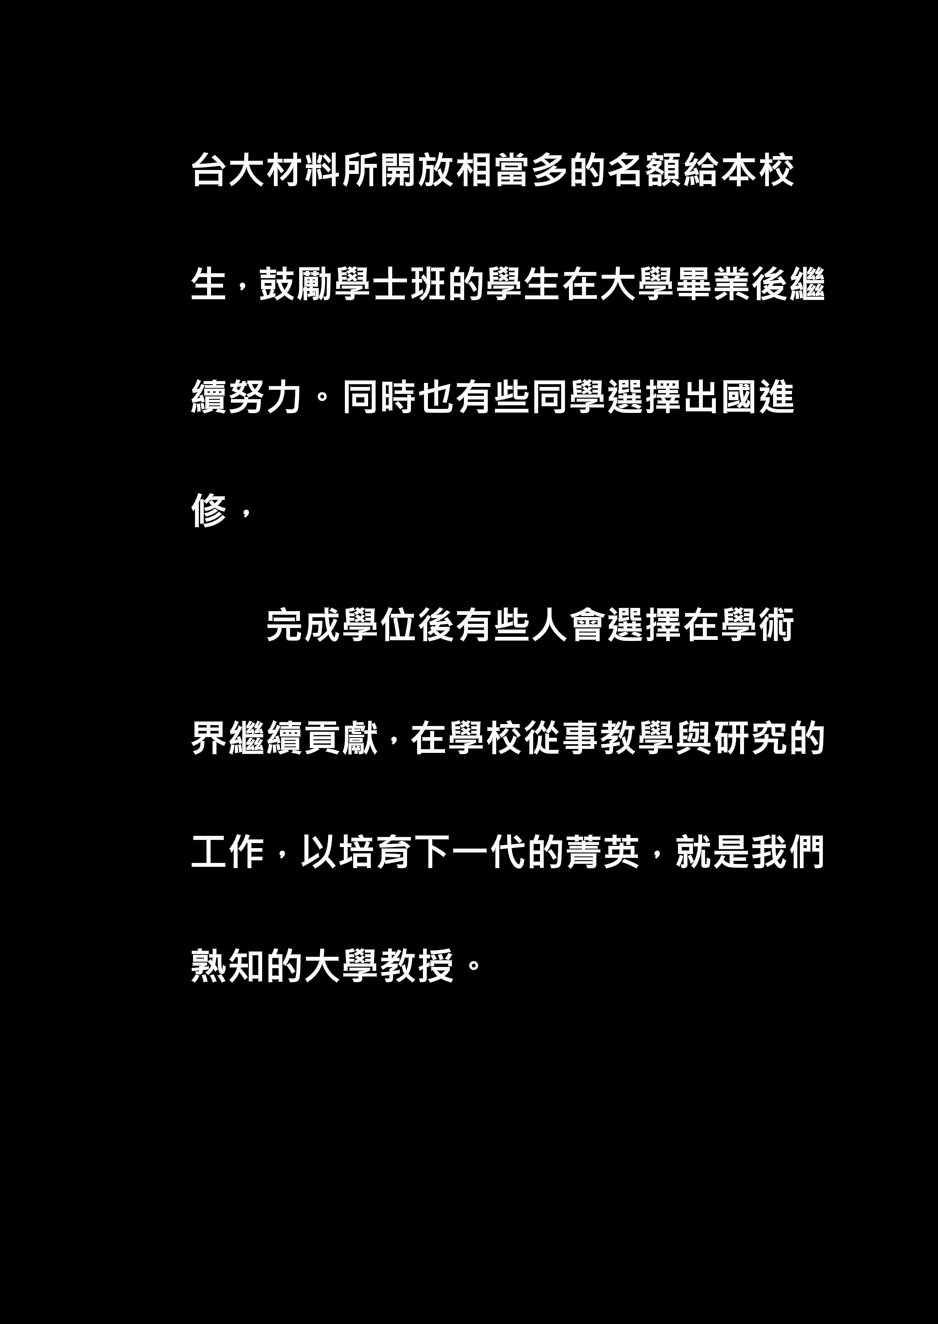 台大材料所開放相當多的名額給本校
生，鼓勵學士班的學生在大學畢業後繼
續努力。同時也有些同學選擇出國進
修，
完成學位後有些人會選擇在學術
界繼續貢獻，在學校從事教學與研究的
工作，以培育下一代的菁英，就是我們
熟知的大學教授。